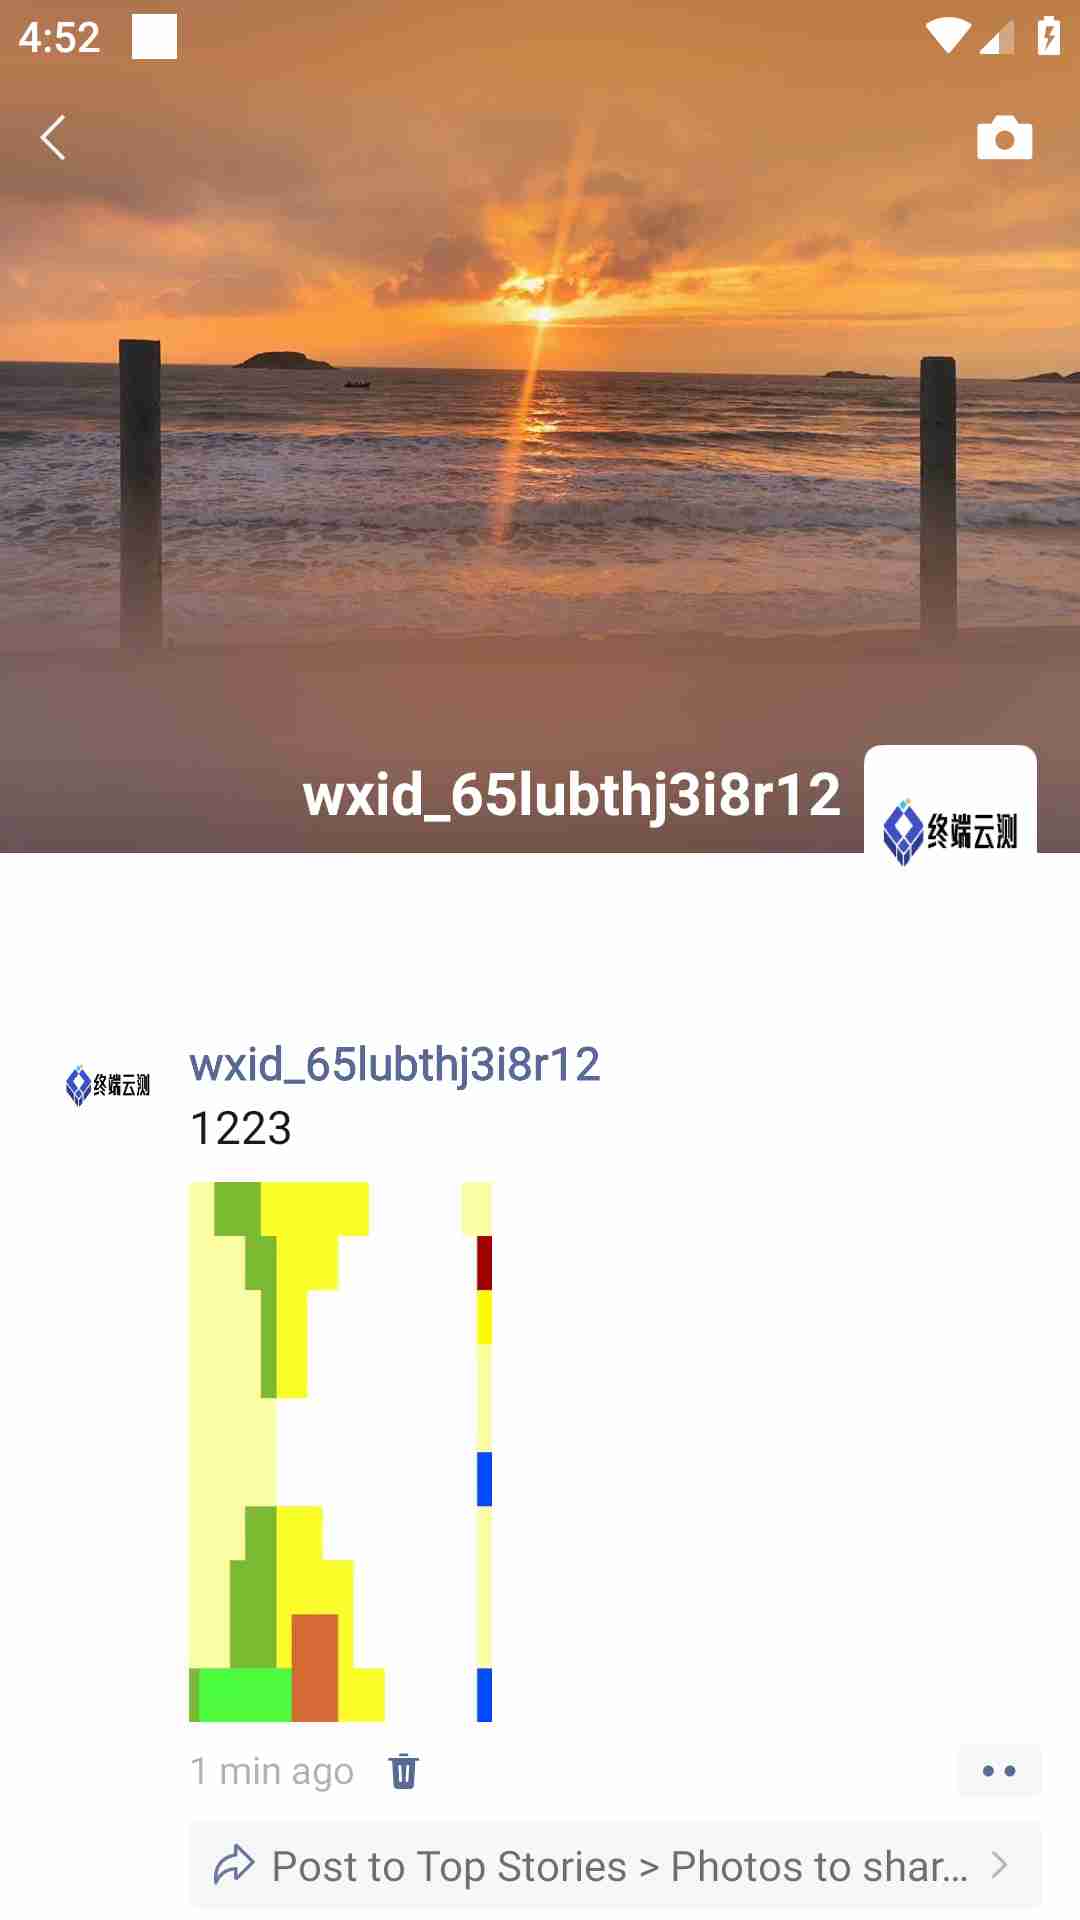 4:52
wxid_65lubthj3i8r12
终端云测
wxid_65lubthj3i8r12
终端云测
1223
1 min ago
Post to Top Stories > Photos to shar...